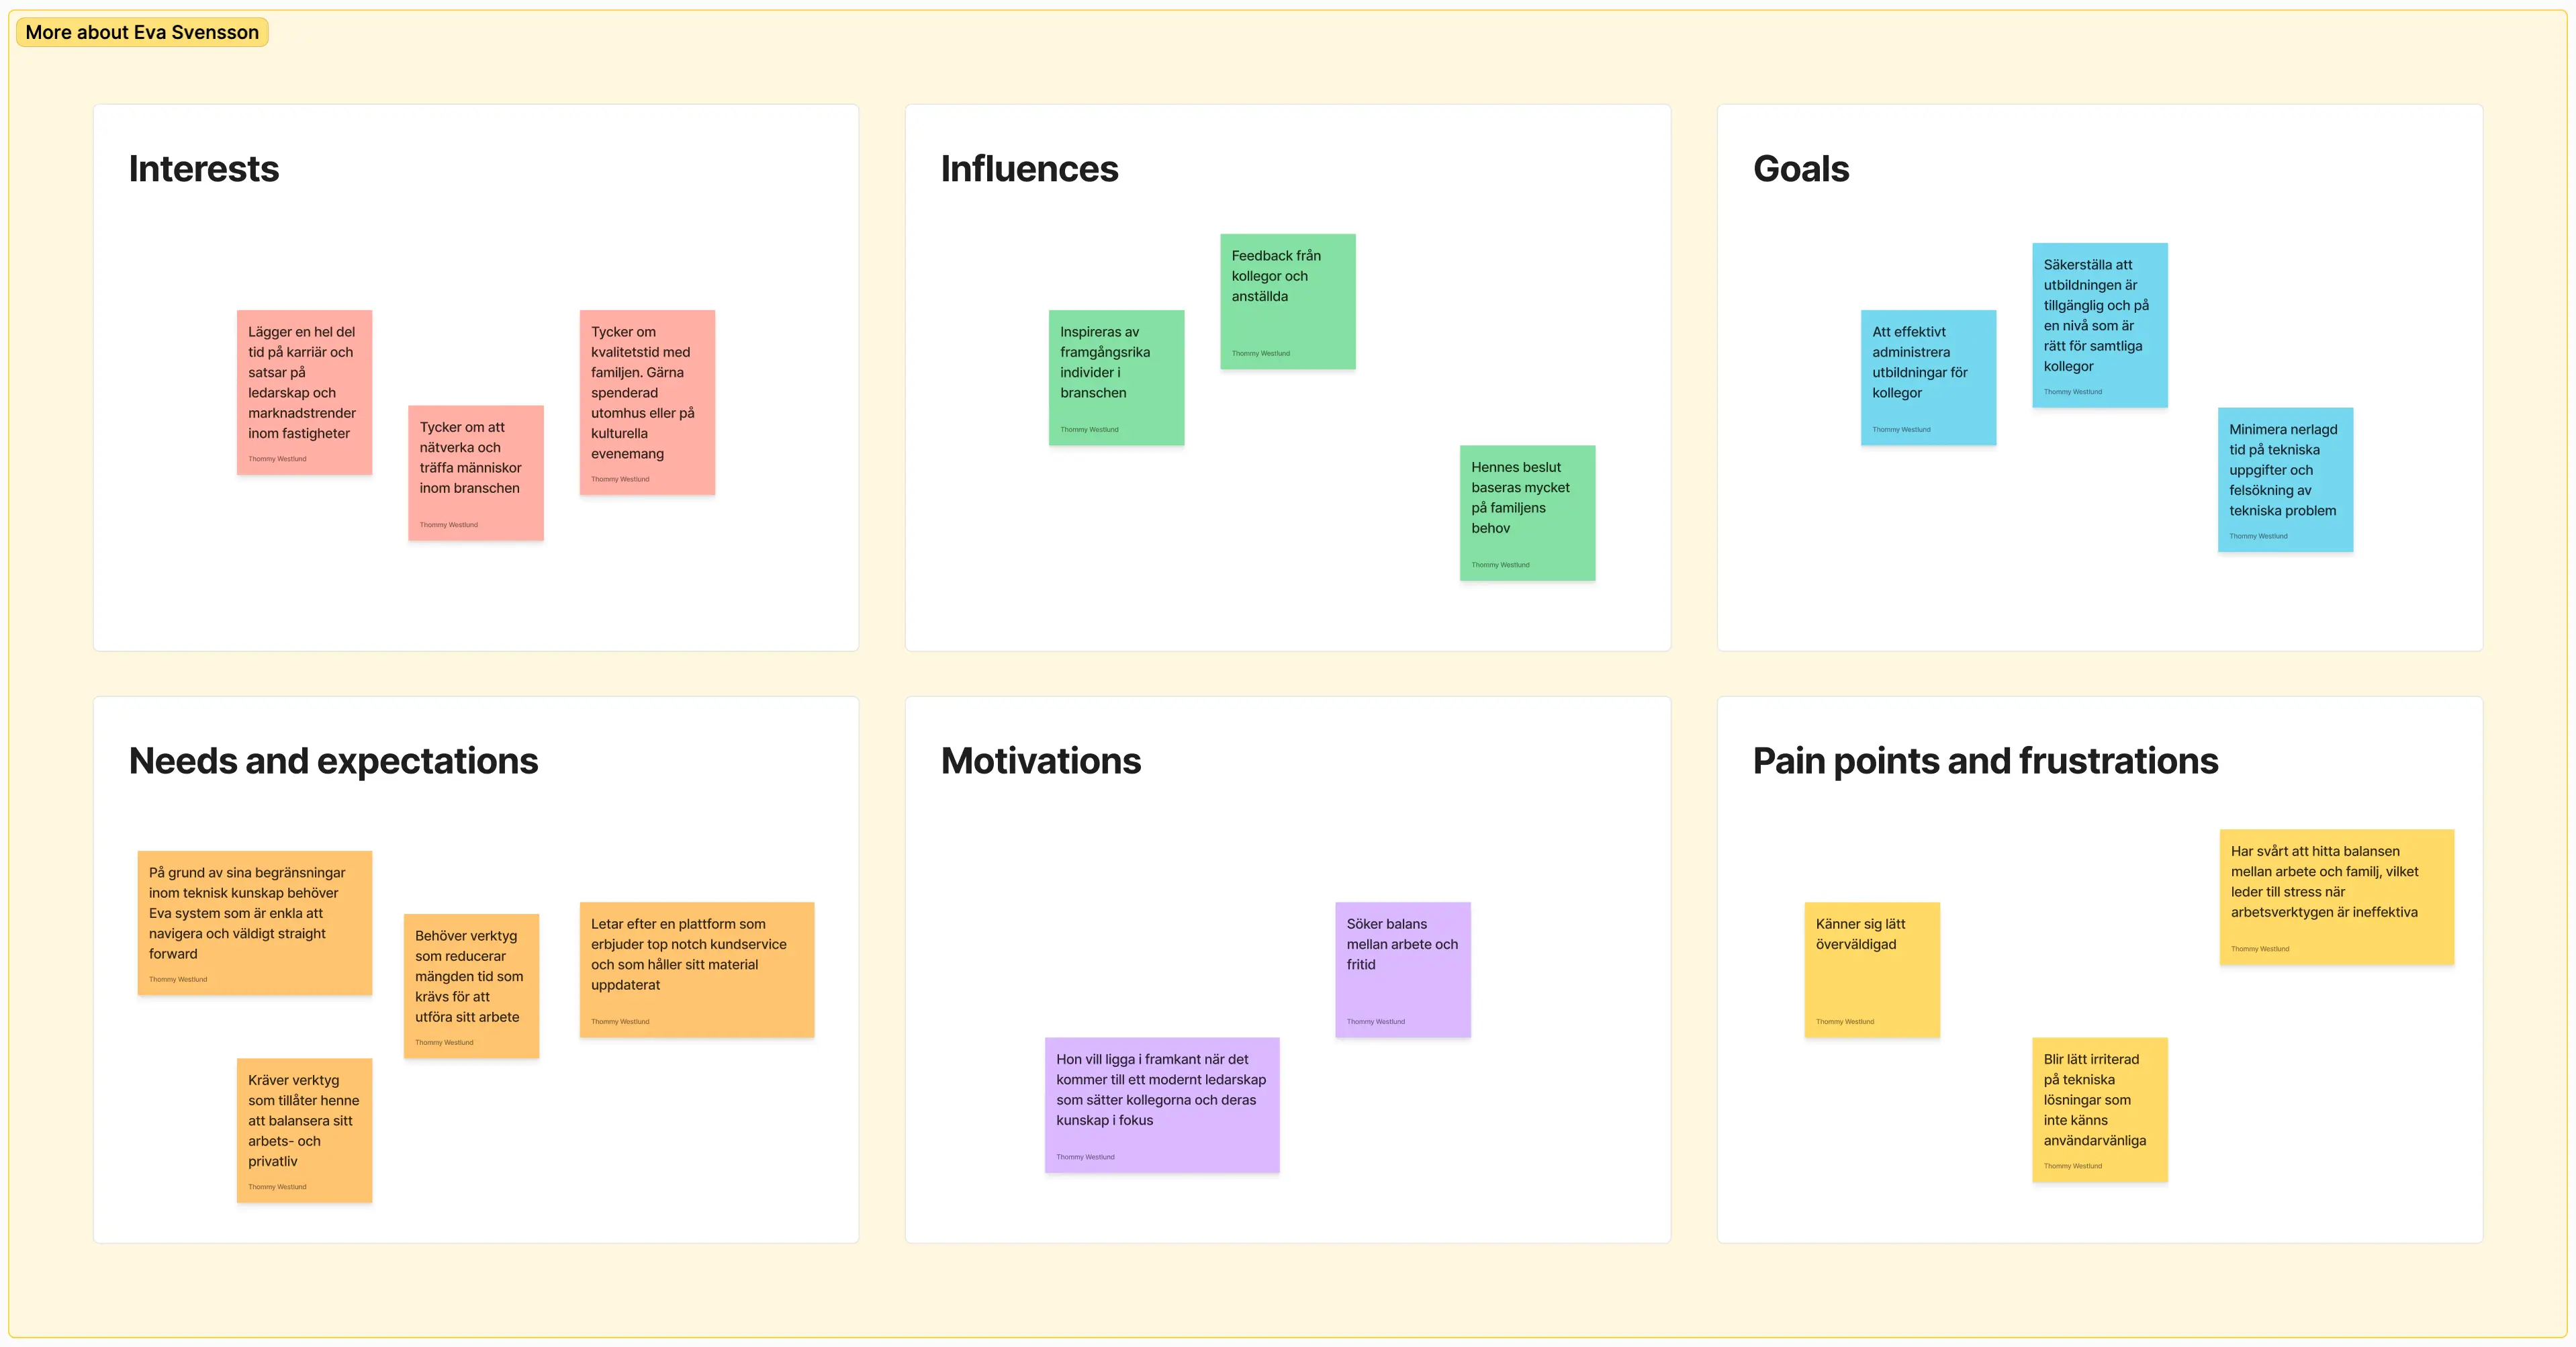 More about Eva Svensson
Interests
Lägger en hel del
tid på karriär och
satsar på
ledarskap och
marknadstrender
inom fastigheter
Thommy Westlund
Tycker om att
nätverka och
träffa människor
inom branschen
Thommy Westlund
Tycker om
kvalitetstid med
familjen. Gärna
spenderad
utomhus eller på
kulturella
evenemang
Thommy Westlund
Influences
Inspireras av
framgångsrika
individer i
branschen
Thommy Westlund
Feedback från
kollegor och
anställda
Thommy Westlund
Hennes beslut
baseras mycket
på familjens
behov
Thommy Westlund
Goals
Att effektivt
administrera
utbildningar för
kollegor
Thommy Westlund
Säkerställa att
utbildningen är
tillgänglig och på
en nivå som är
rätt för samtliga
kollegor
Thommy Westlund
Minimera nerlagd
tid på tekniska
uppgifter och
felsökning av
tekniska problem
Thommy Westlund
Needs and expectations
På grund av sina begränsningar
inom teknisk kunskap behöver
Eva system som är enkla att
navigera och väldigt straight
forward
Thommy Westlund
Behöver verktyg
som reducerar
mängden tid som
krävs för att
utföra sitt arbete
Thommy Westlund
Letar efter en plattform som
erbjuder top notch kundservice
och som håller sitt material
uppdaterat
Thommy Westlund
Kräver verktyg
som tillåter henne
att balansera sitt
arbets- och
privatliv
Thommy Westlund
Motivations
Söker balans
mellan arbete och
fritid
Thommy Westlund
Hon vill ligga i framkant när det
kommer till ett modernt ledarskap
som sätter kollegorna och deras
kunskap i fokus
Thommy Westlund
Pain points and frustrations
Känner sig lätt
överväldigad
Thommy Westlund
Har svårt att hitta balansen
mellan arbete och familj, vilket
leder till stress när
arbetsverktygen är ineffektiva
Thommy Westlund
Blir lätt irriterad
på tekniska
lösningar som
inte känns
användarvänliga
Thommy Westlund